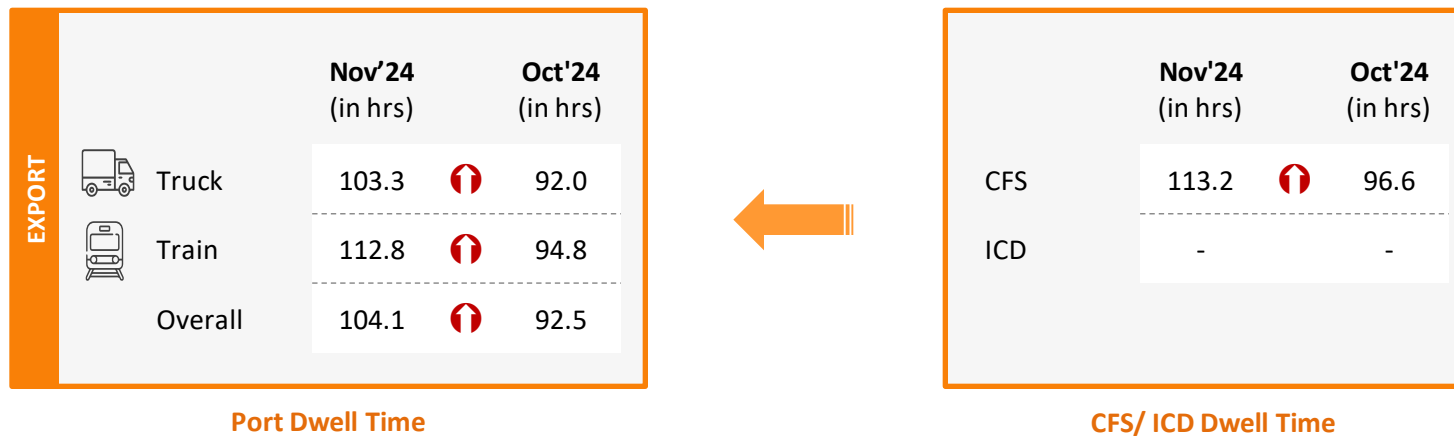 EXPORT
Nov’24 Oct'24
(in hrs) (in hrs)
Truck 103.3 92.0
Train 112.8 94.8
Overall 104.1 92.5
Port Dwell Time
Nov'24 Oct'24
(in hrs) (in hrs)
CFS 113.2 96.6
ICD - -
CFS/ ICD Dwell Time